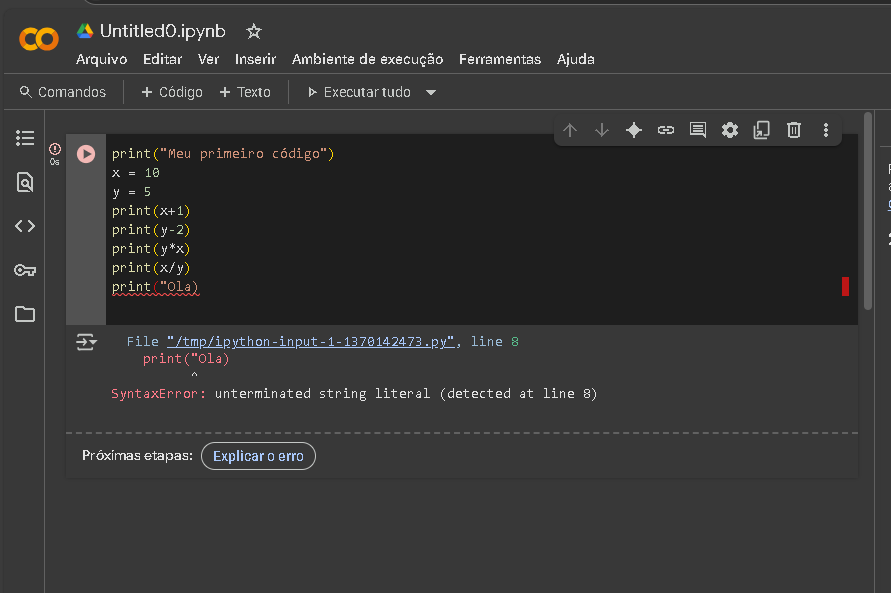 Untitled0.ipynb
Arquivo Editar Ver Inserir Ambiente de execução Ferramentas Ajuda
Comandos + Código + Texto Executar tudo
0s
print("Meu primeiro código")
x = 10
y = 5
print(x+1)
print(y-2)
print(y*x)
print(x/y)
print("Ola)
File "/tmp/ipython-input-1-1370142473.py", line 8
print("Ola)
^
SyntaxError: unterminated string literal (detected at line 8)
Próximas etapas: Explicar o erro